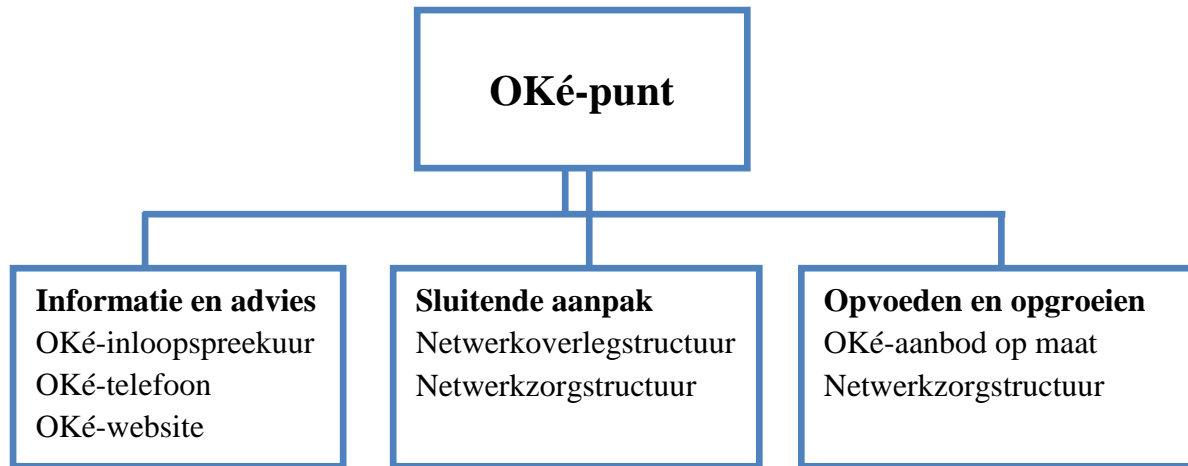 OKé-punt
Informatie en advies
OKé-inloopspreekuur
OKé-telefoon
OKé-website
Sluitende aanpak
Netwerkoverlegstructuur
Netwerkzorgstructuur
Opvoeden en opgroeien
OKé-aanbod op maat
Netwerkzorgstructuur